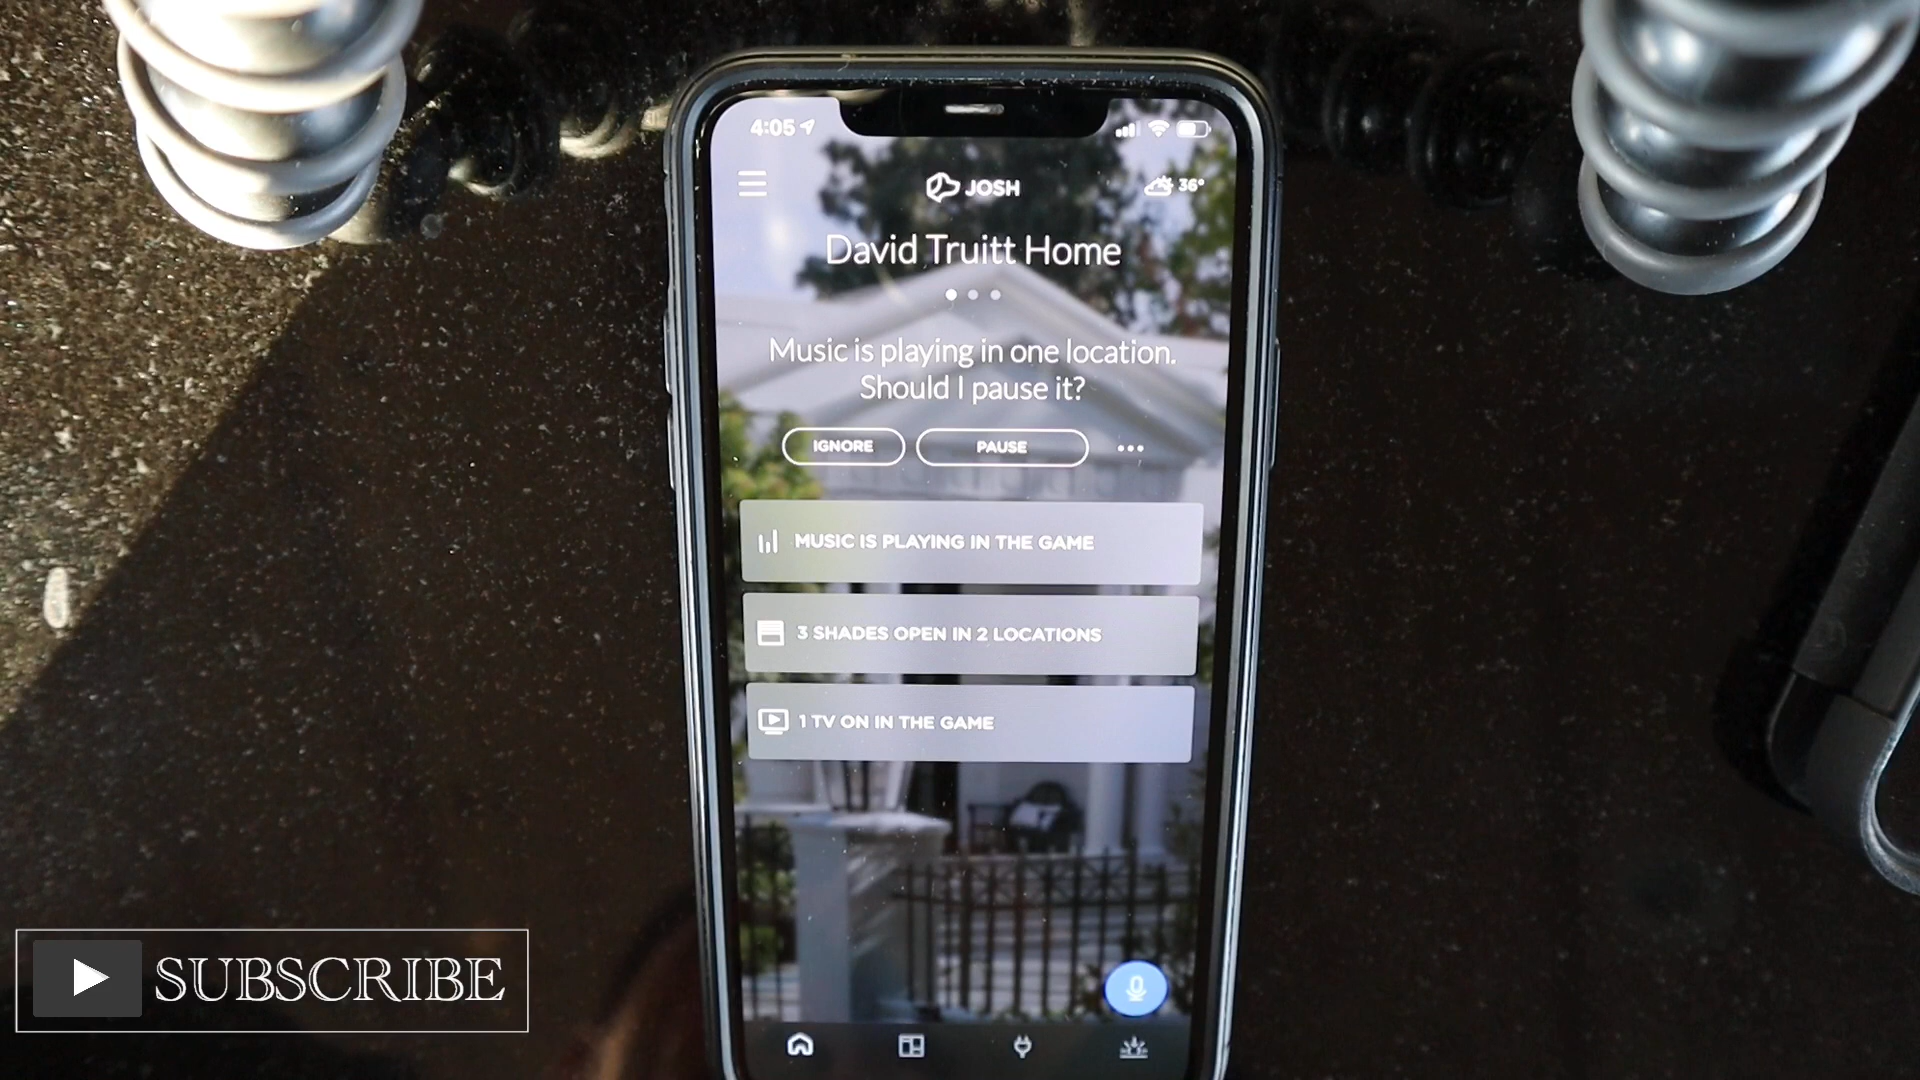 4:05
JOSH
36°
David Truitt Home
Music is playing in one location.
Should I pause it?
IGNORE
PAUSE
MUSIC IS PLAYING IN THE GAME
3 SHADES OPEN IN 2 LOCATIONS
1 TV ON IN THE GAME
SUBSCRIBE